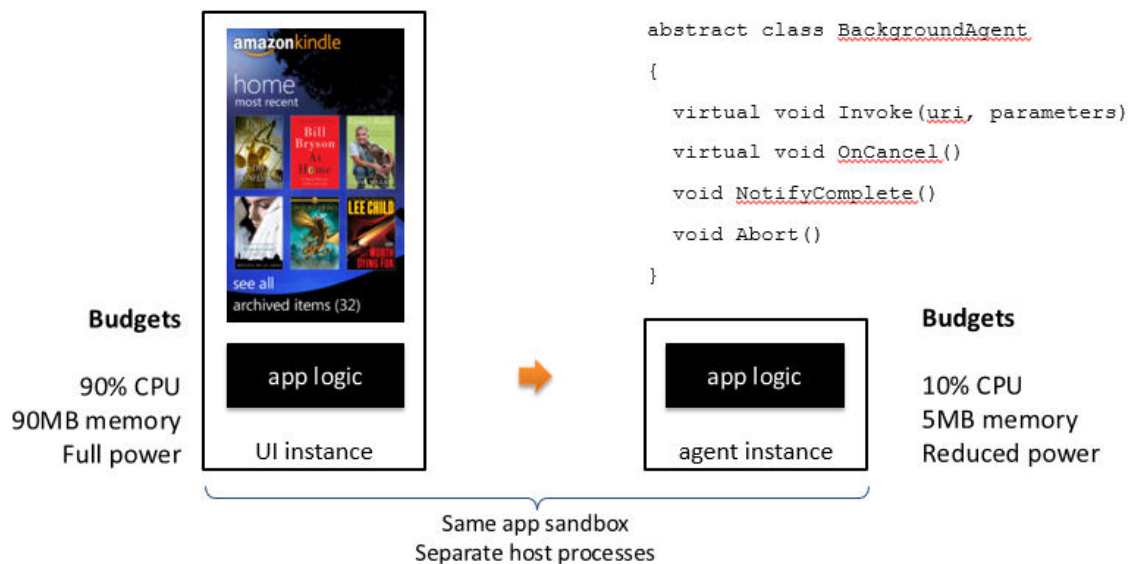 amazonkindle
home
most recent
Bill
Bryson
At
Home
LEE CHILD
WORTH
DYING FOR
see all
archived items (32)
Budgets
90% CPU
90MB memory
Full power
app logic
UI instance
abstract class BackgroundAgent
{
virtual void Invoke(uri, parameters)
virtual void OnCancel()
void NotifyComplete()
void Abort()
}
app logic
agent instance
Budgets
10% CPU
5MB memory
Reduced power
Same app sandbox
Separate host processes